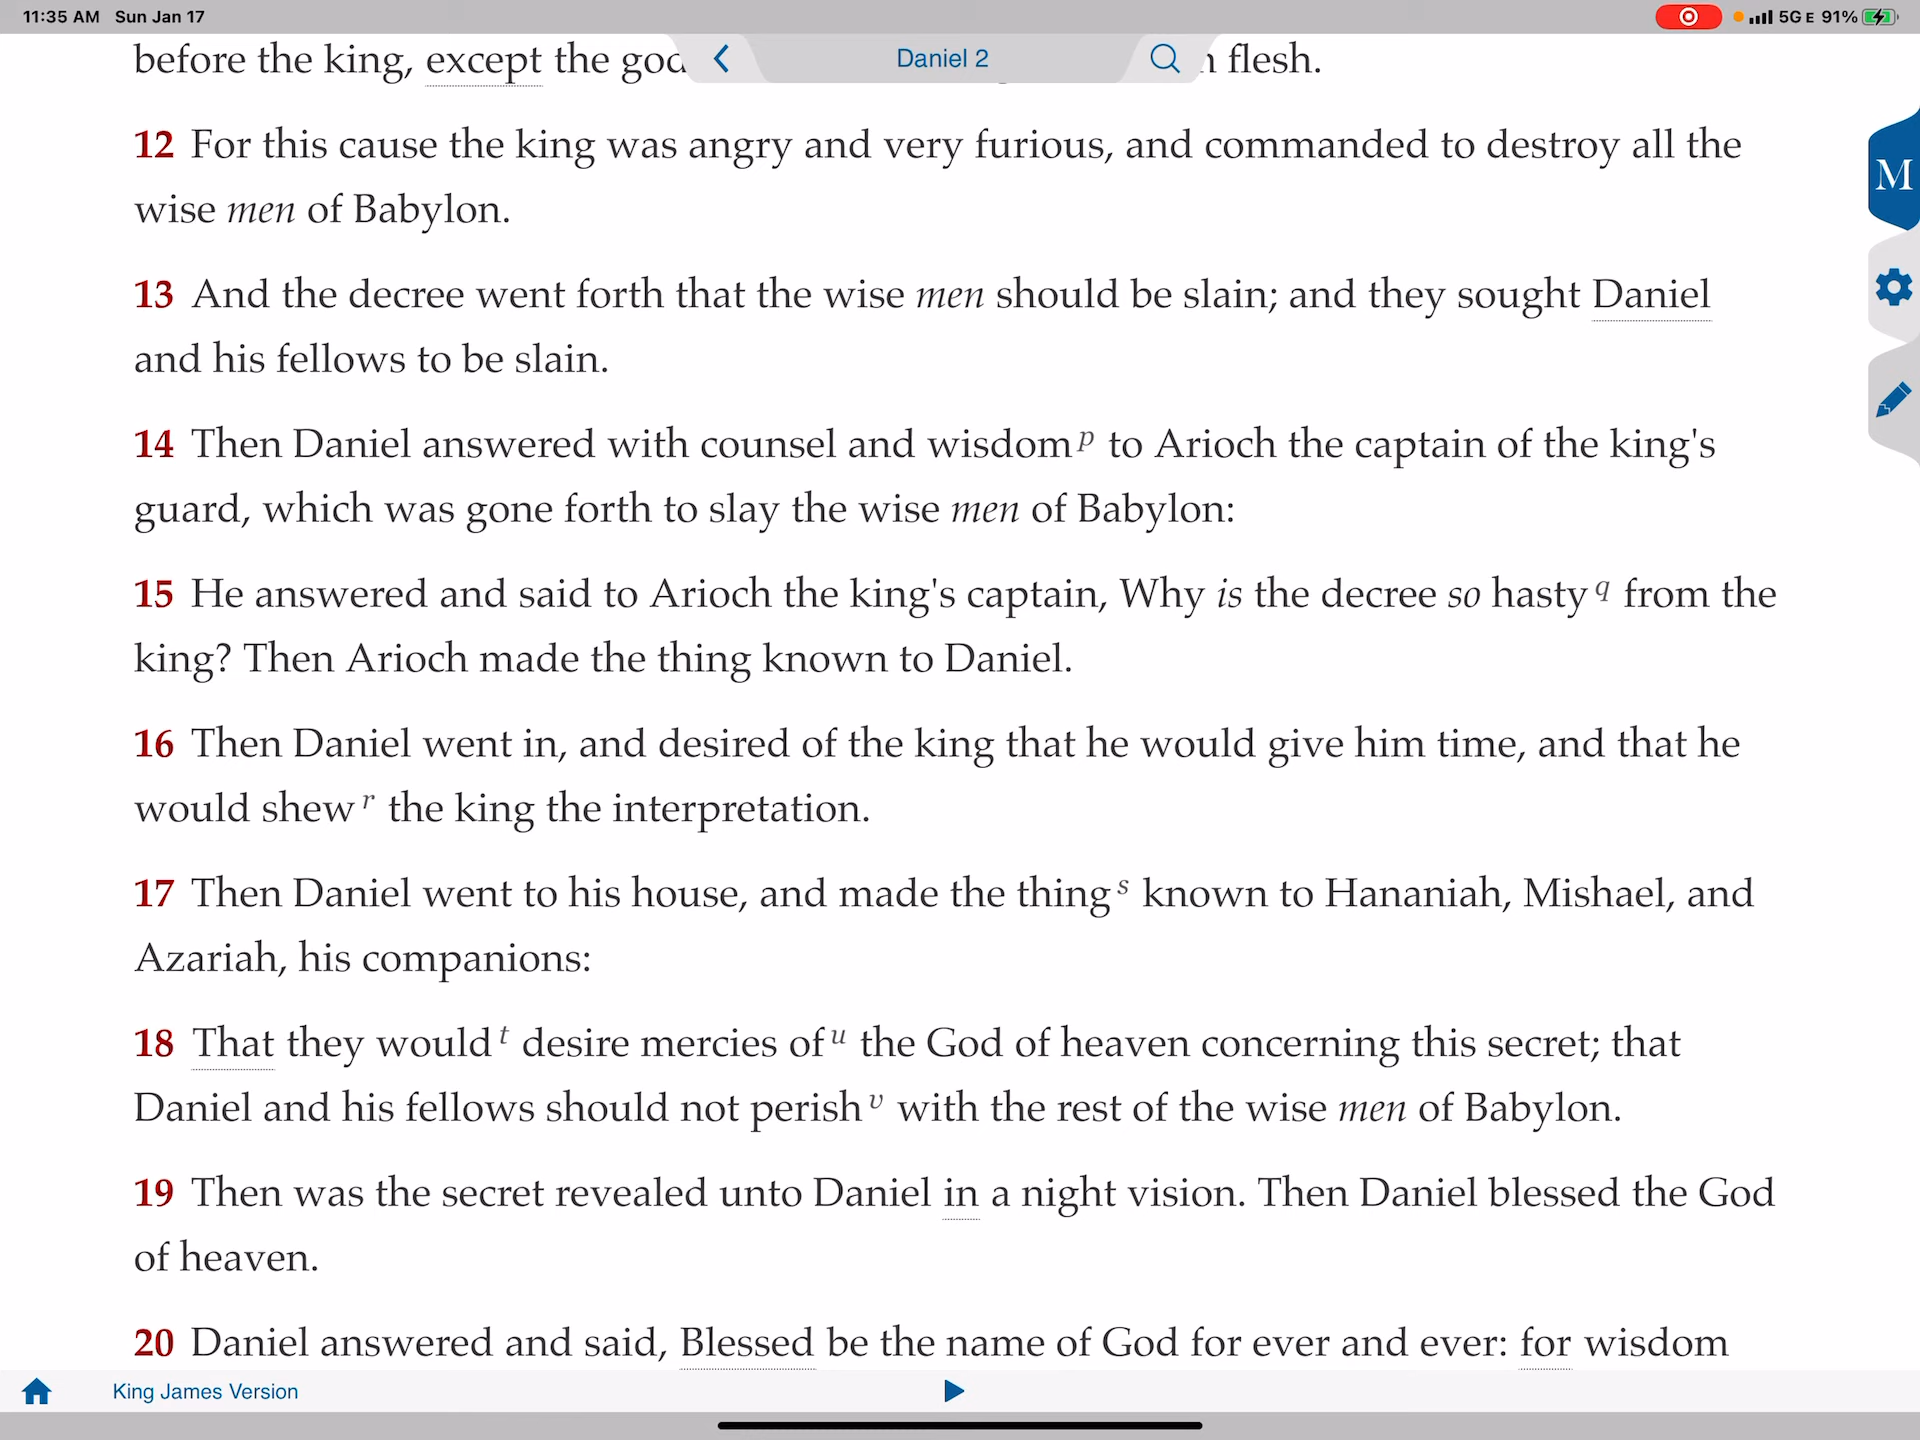 11:35 AM Sun Jan 17 5G E 91%
before the king, except the god
Daniel 2
flesh.
12 For this cause the king was angry and very furious, and commanded to destroy all the
wise men of Babylon.
M
13 And the decree went forth that the wise men should be slain; and they sought Daniel
and his fellows to be slain.
14 Then Daniel answered with counsel and wisdom p to Arioch the captain of the king's
guard, which was gone forth to slay the wise men of Babylon:
15 He answered and said to Arioch the king's captain, Why is the decree so hasty q from the
king? Then Arioch made the thing known to Daniel.
16 Then Daniel went in, and desired of the king that he would give him time, and that he
would shew r the king the interpretation.
17 Then Daniel went to his house, and made the thing s known to Hananiah, Mishael, and
Azariah, his companions:
18 That they would t desire mercies of u the God of heaven concerning this secret; that
Daniel and his fellows should not perish v with the rest of the wise men of Babylon.
19 Then was the secret revealed unto Daniel in a night vision. Then Daniel blessed the God
of heaven.
20 Daniel answered and said, Blessed be the name of God for ever and ever: for wisdom
King James Version